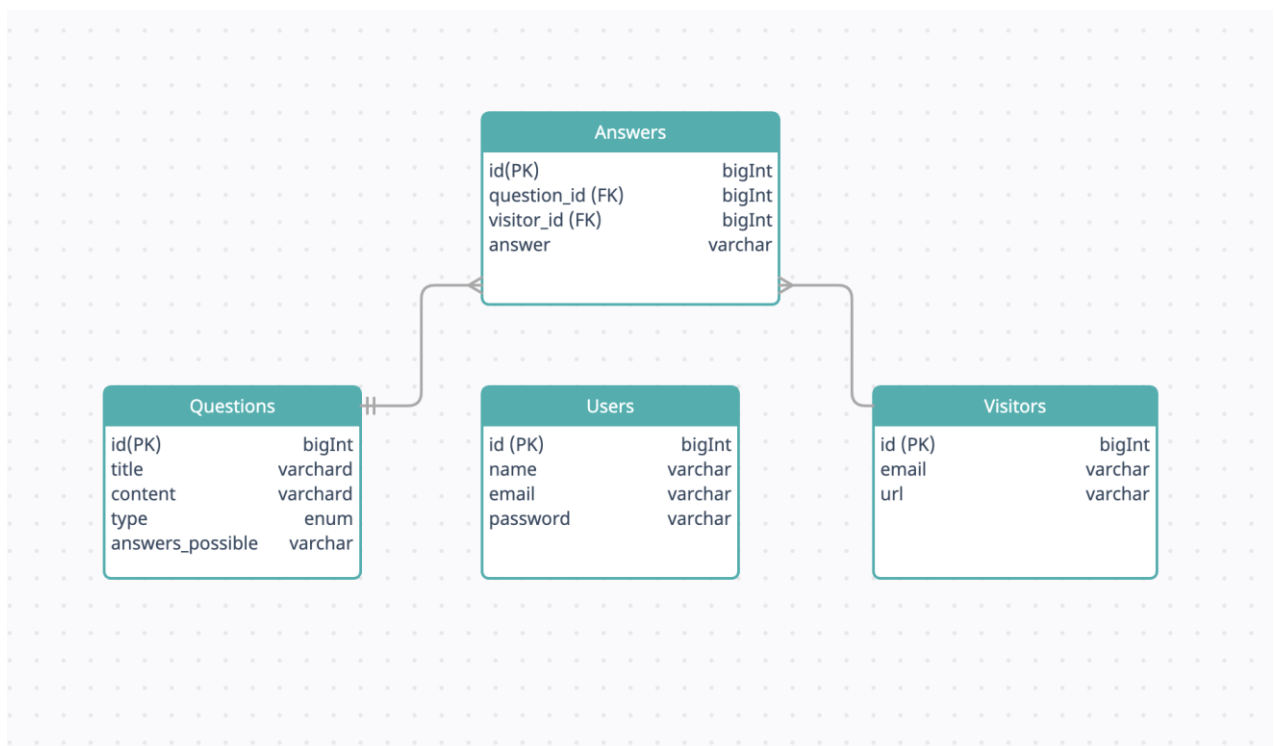 Answers
id(PK) bigInt
question_id (FK) bigInt
visitor_id (FK) bigInt
answer varchar
Questions
id(PK) bigInt
title varchard
content varchard
type enum
answers_possible varchar
Users
id (PK) bigInt
name varchar
email varchar
password varchar
Visitors
id (PK) bigInt
email varchar
url varchar